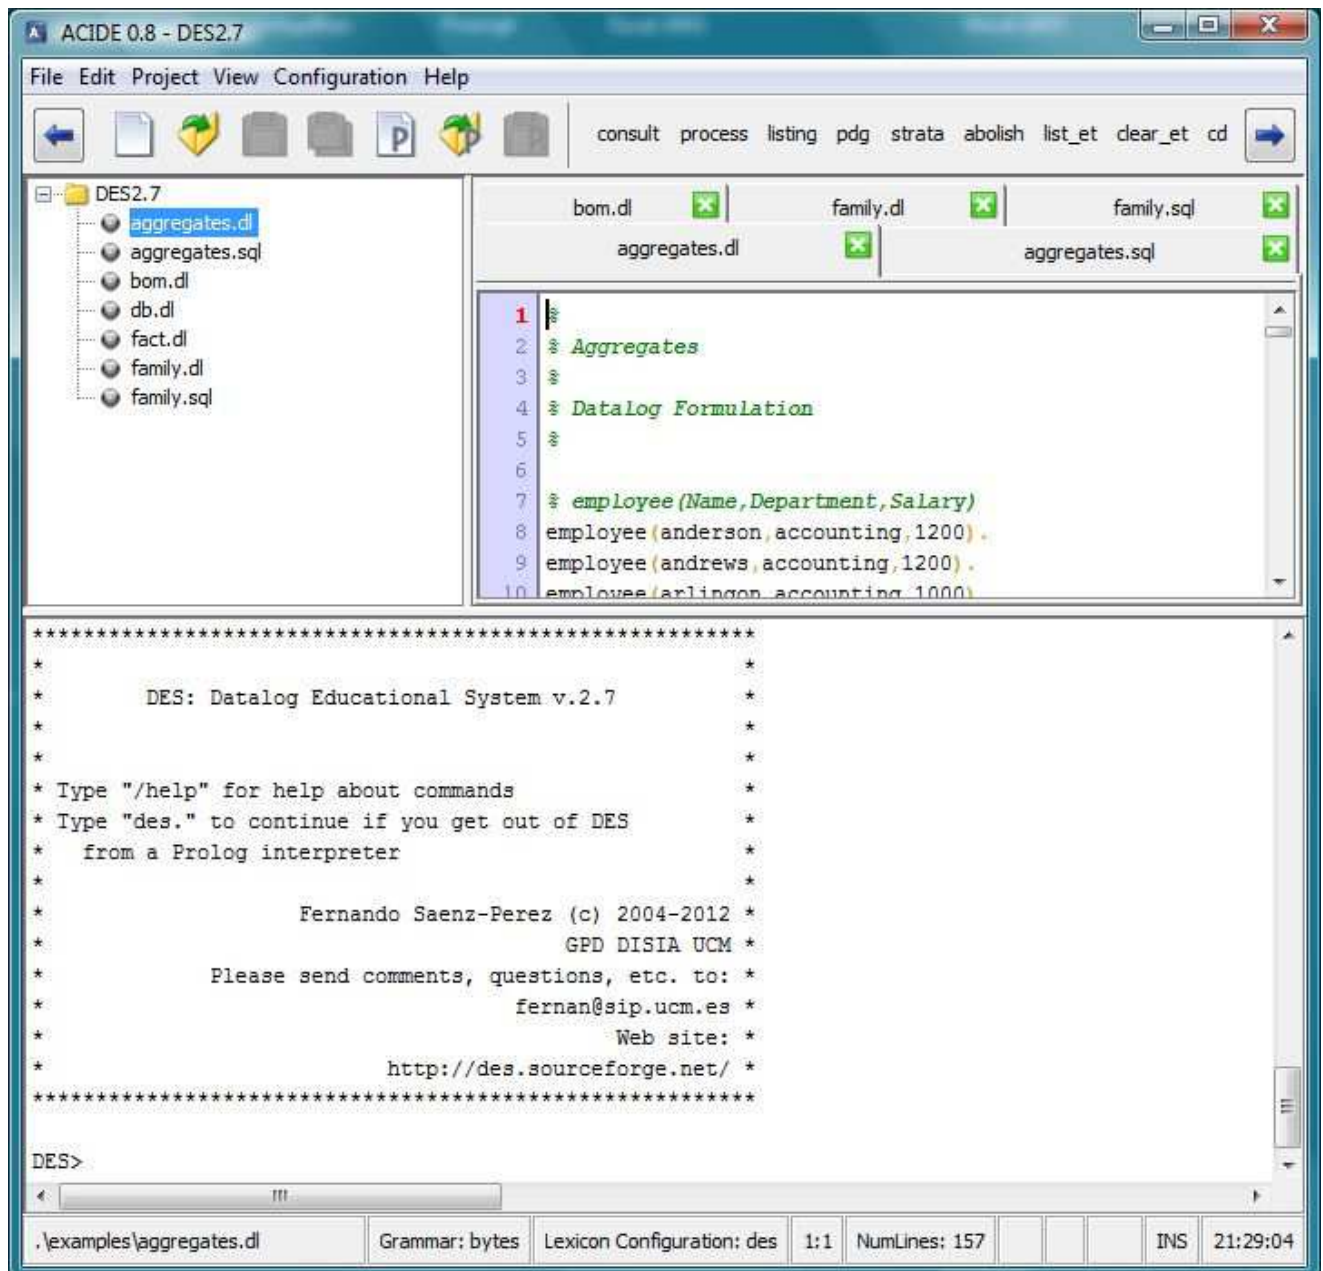 ACIDE 0.8 - DES2.7
File Edit Project View Configuration Help
consult process listing pdg strata abolish list_et clear_et cd
DES2.7
aggregates.dl
aggregates.sql
bom.dl
db.dl
fact.dl
family.dl
family.sql
bom.dl family.dl family.sql
aggregates.dl aggregates.sql
1 %
2 % Aggregates
3 %
4 % Datalog Formulation
5 %
6
7 % employee(Name,Department,Salary)
8 employee(anderson,accounting,1200).
9 employee(andrews,accounting,1200).
10 employee(arlingon,accounting,1000)
*********************************************************
* *
* DES: Datalog Educational System v.2.7 *
* *
* *
* Type "/help" for help about commands *
* Type "des." to continue if you get out of DES *
* from a Prolog interpreter *
* *
* Fernando Saenz-Perez (c) 2004-2012 *
* GPD DISIA UCM *
* Please send comments, questions, etc. to: *
* fernan@sip.ucm.es *
* Web site: *
* http://des.sourceforge.net/ *
*********************************************************
DES>
.\examples\aggregates.dl Grammar: bytes Lexicon Configuration: des 1:1 NumLines: 157 INS 21:29:04